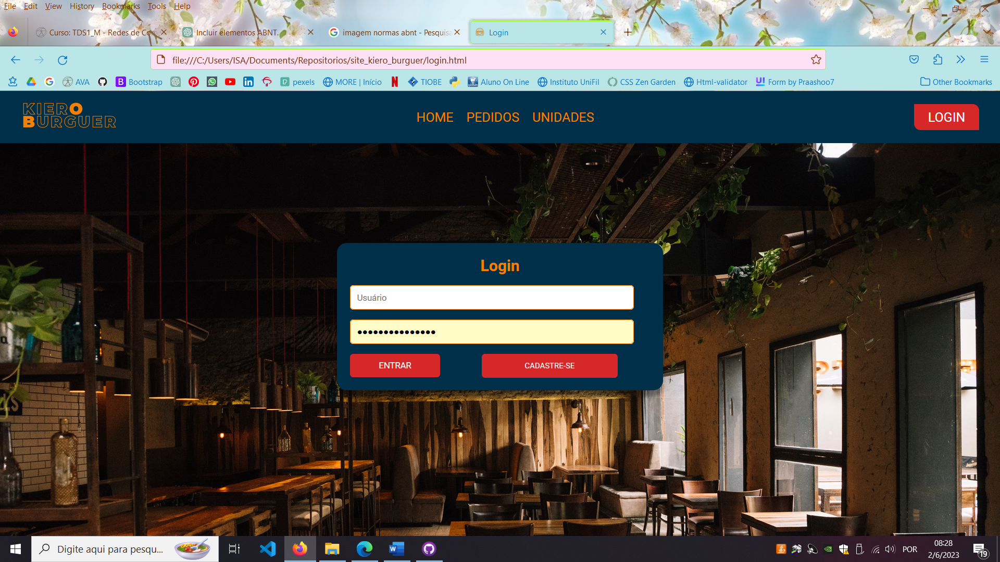 File Edit View History Bookmarks Tools Help
Curso: TDS1_M - Redes de Com
Incluir elementos ABNT.
imagem normas abnt - Pesquisa
Login
file:///C:/Users/ISA/Documents/Repositorios/site_kiero_burguer/login.html
AVA Bootstrap pexels MORE | Início TIOBE Aluno On Line Instituto UniFil CSS Zen Garden Html-validator Form by Praashoo7 Other Bookmarks
KIERO
BURGUER
HOME PEDIDOS UNIDADES
LOGIN
Login
Usuário
ENTRAR CADASTRE-SE
Digite aqui para pesqu...
POR
08:28
2/6/2023
19